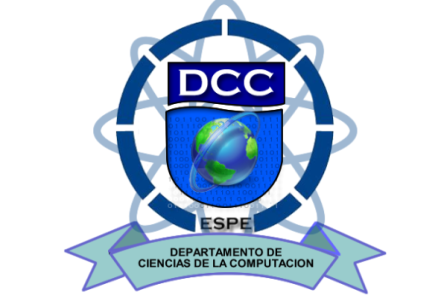 DCC
ESPE
DEPARTAMENTO DE
CIENCIAS DE LA COMPUTACION